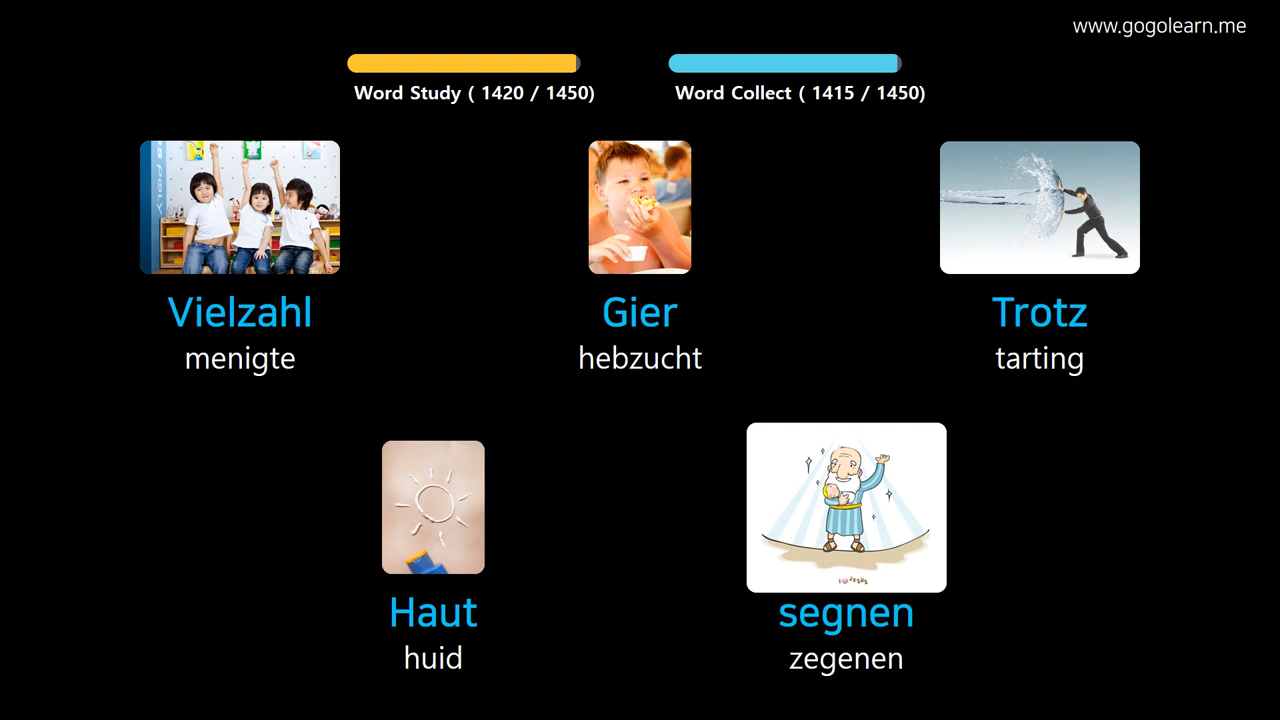 www.gogolearn.me
Word Study ( 1420 / 1450)
Word Collect ( 1415 / 1450)
Vielzahl
menigte
Gier
hebzucht
Trotz
tarting
Haut
huid
I JESUS
segnen
zegenen